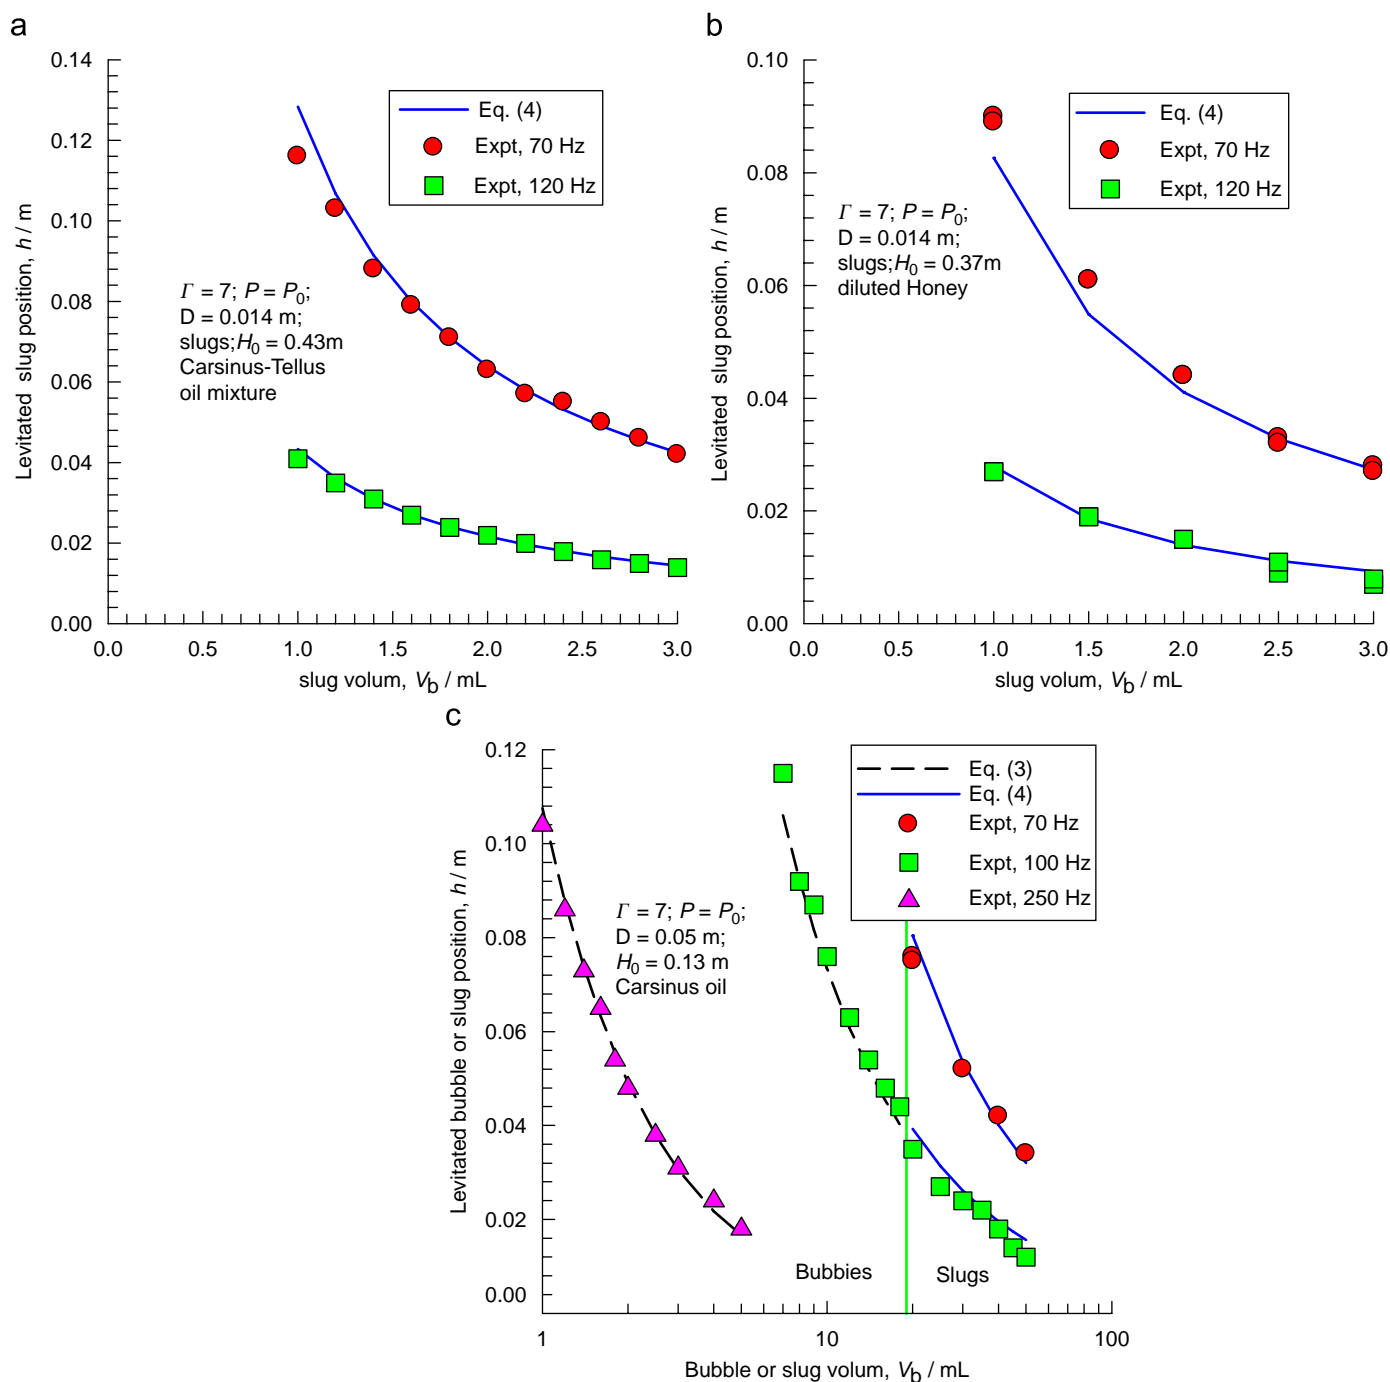 a
Levitated slug position, h / m
0.14
0.12
0.10
0.08
0.06
0.04
0.02
0.00
0.0 0.5 1.0 1.5 2.0 2.5 3.0
slug volum, Vb / mL
Eq. (4)
Expt, 70 Hz
Expt, 120 Hz
Γ = 7; P = P0;
D = 0.014 m;
slugs;H0 = 0.43m
Carsinus-Tellus
oil mixture
b
Levitated slug position, h / m
0.10
0.08
0.06
0.04
0.02
0.00
0.0 0.5 1.0 1.5 2.0 2.5 3.0
slug volum, Vb / mL
Eq. (4)
Expt, 70 Hz
Expt, 120 Hz
Γ = 7; P = P0;
D = 0.014 m;
slugs;H0 = 0.37m
diluted Honey
c
Levitated bubble or slug position, h / m
0.12
0.10
0.08
0.06
0.04
0.02
0.00
1 10 100
Bubble or slug volum, Vb / mL
Eq. (3)
Eq. (4)
Expt, 70 Hz
Expt, 100 Hz
Expt, 250 Hz
Γ = 7; P = P0;
D = 0.05 m;
H0 = 0.13 m
Carsinus oil
Bubbies Slugs